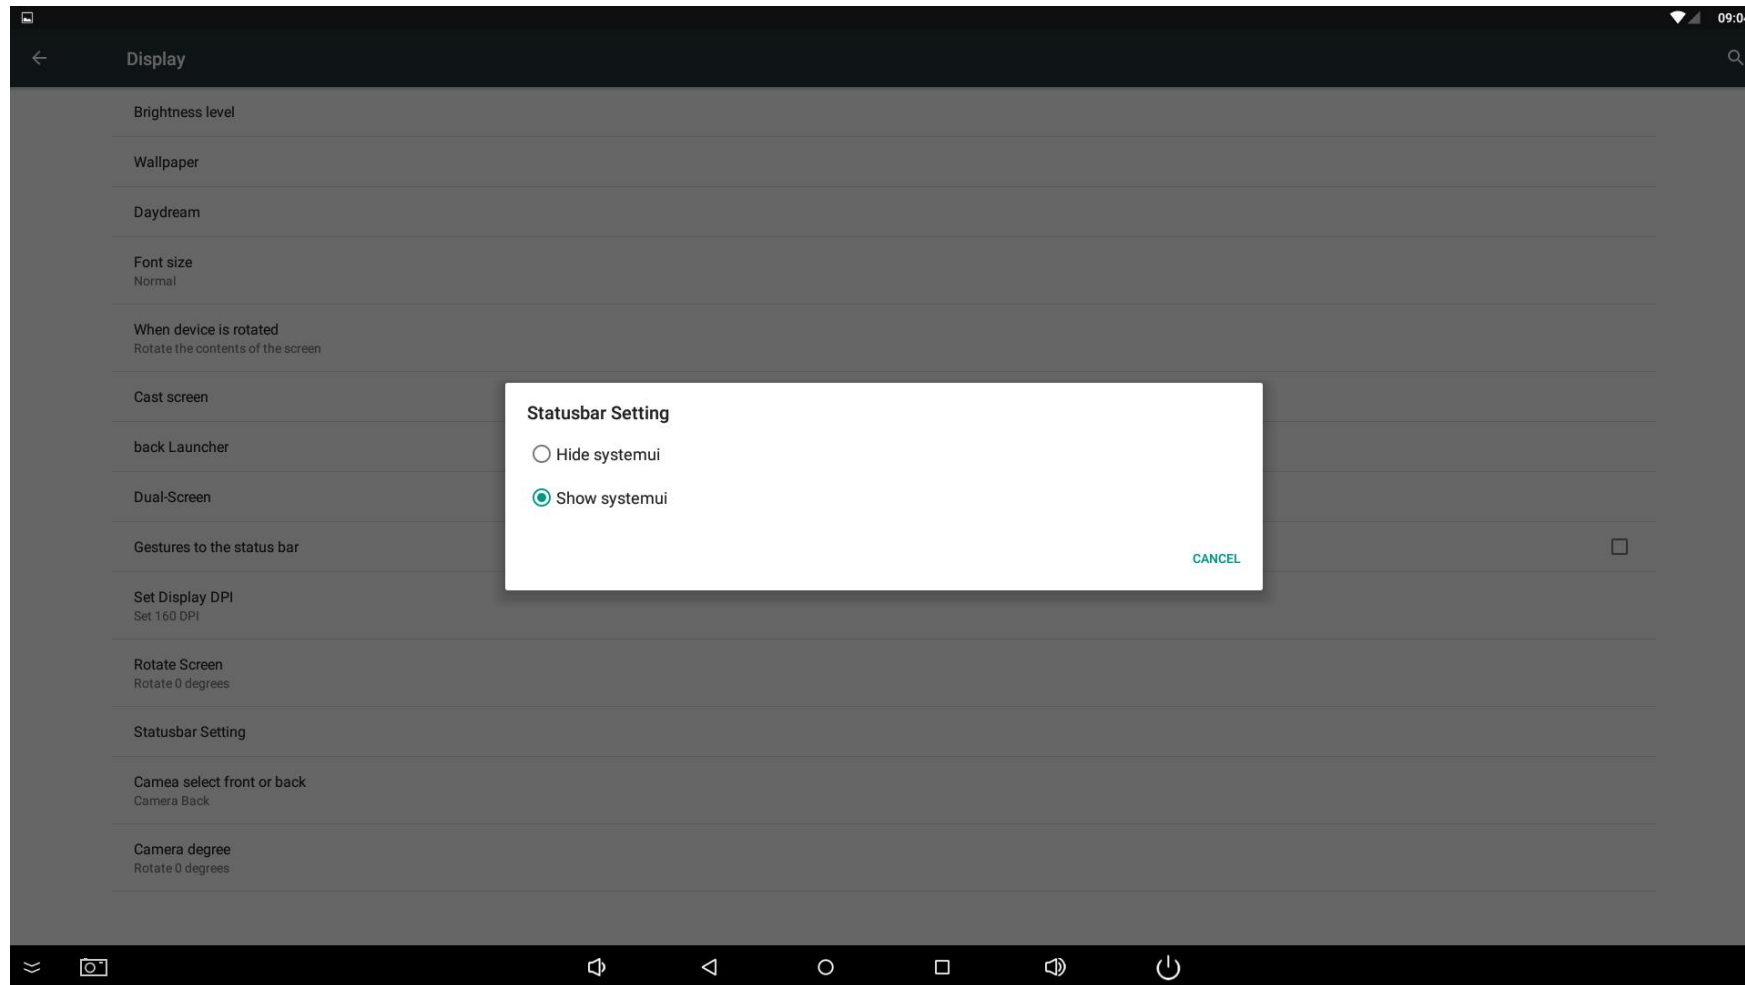 09:04
Display
Brightness level
Wallpaper
Daydream
Font size
Normal
When device is rotated
Rotate the contents of the screen
Cast screen
back Launcher
Dual-Screen
Gestures to the status bar
Set Display DPI
Set 160 DPI
Rotate Screen
Rotate 0 degrees
Statusbar Setting
Camea select front or back
Camera Back
Camera degree
Rotate 0 degrees
Statusbar Setting
Hide systemui
Show systemui
CANCEL